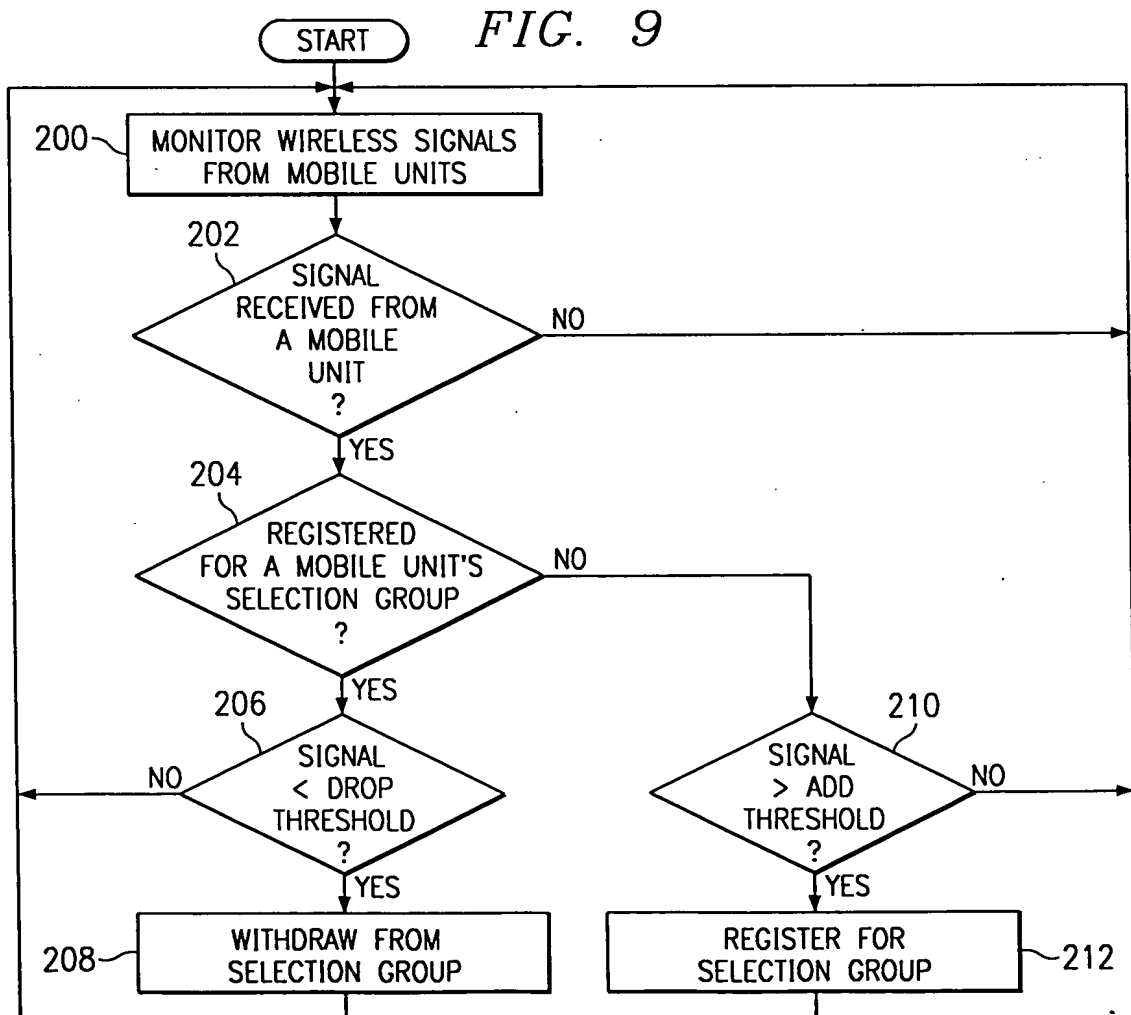 FIG. 9
START
200
MONITOR WIRELESS SIGNALS
FROM MOBILE UNITS
202
SIGNAL
RECEIVED FROM
A MOBILE
UNIT
?
NO
YES
204
REGISTERED
FOR A MOBILE UNIT'S
SELECTION GROUP
?
NO
YES
206
SIGNAL
< DROP
THRESHOLD
?
NO
YES
210
SIGNAL
> ADD
THRESHOLD
?
NO
YES
208
WITHDRAW FROM
SELECTION GROUP
REGISTER FOR
SELECTION GROUP
212